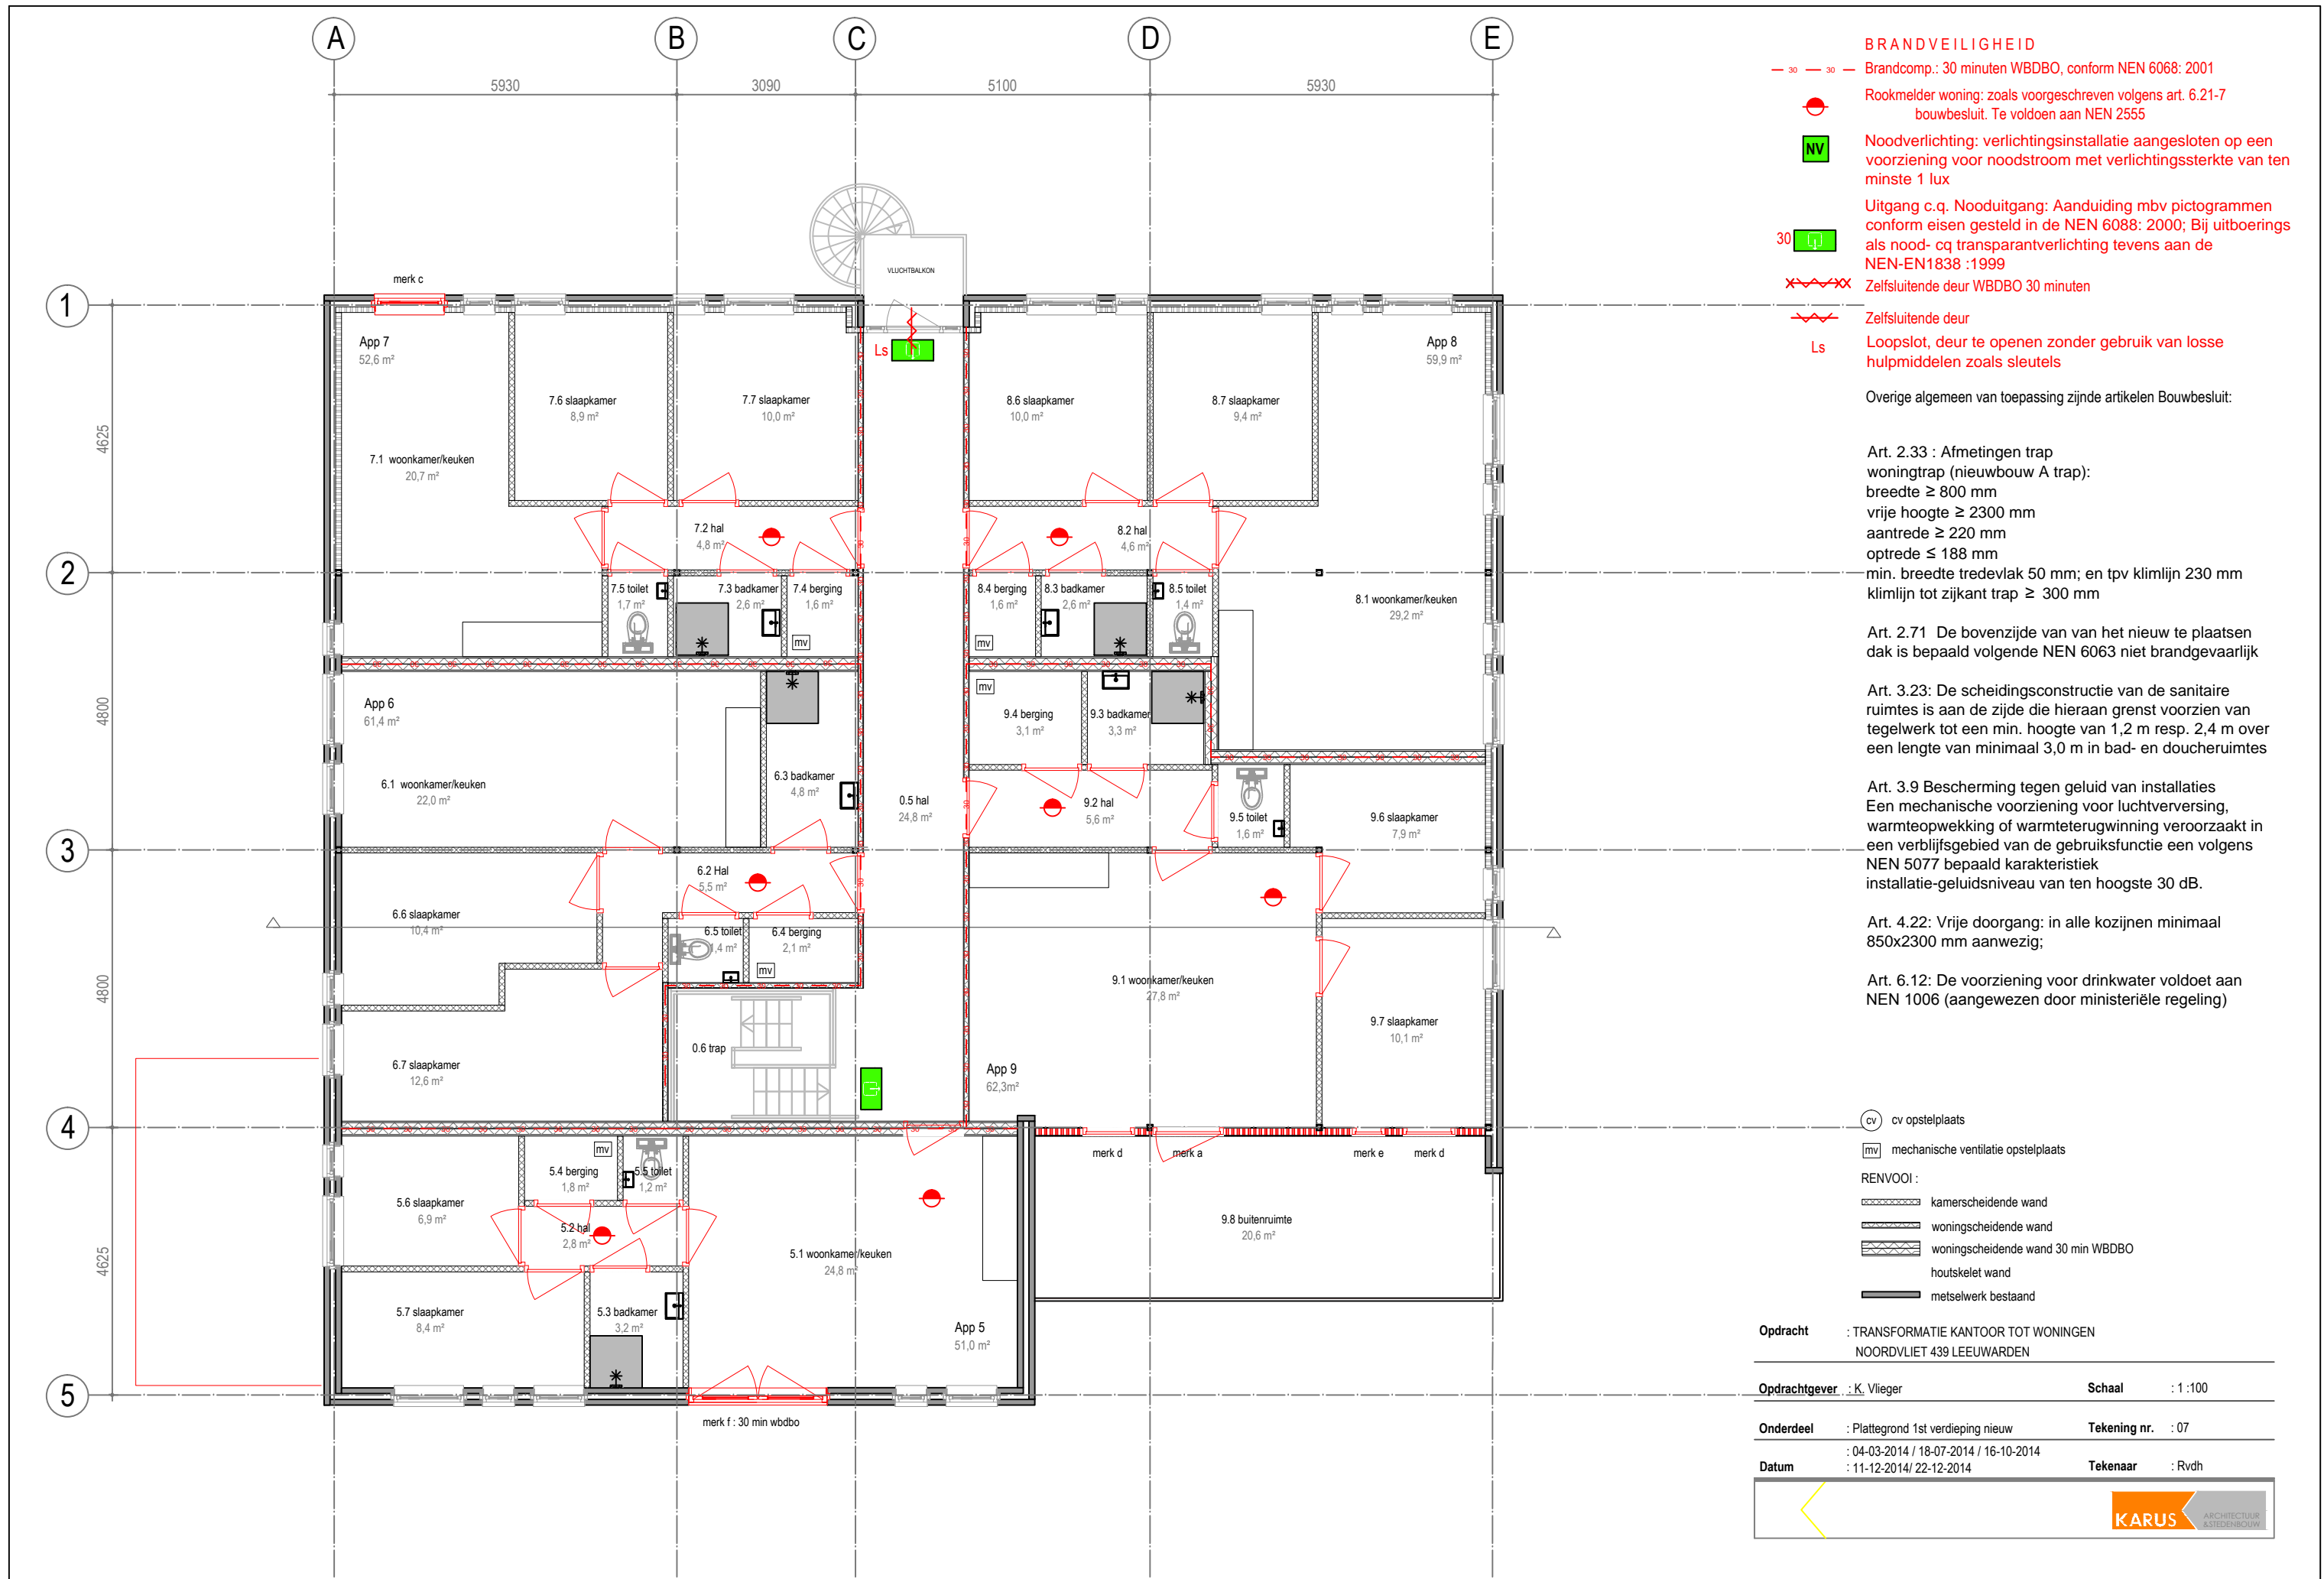 A
B
C
D
E
5930
3090
5100
5930
1
2
3
4
5
4625
4800
4800
4625
merk c
VLUCHTBALKON
Ls
App 7
52,6 m²
7.6 slaapkamer
8,9 m²
7.7 slaapkamer
10,0 m²
7.1 woonkamer/keuken
20,7 m²
7.2 hal
4,8 m²
7.5 toilet
1,7 m²
7.3 badkamer
2,6 m²
7.4 berging
1,6 m²
mv
App 8
59,9 m²
8.6 slaapkamer
10,0 m²
8.7 slaapkamer
9,4 m²
8.2 hal
4,6 m²
8.4 berging
1,6 m²
8.3 badkamer
2,6 m²
8.5 toilet
1,4 m²
8.1 woonkamer/keuken
29,2 m²
mv
App 6
61,4 m²
6.1 woonkamer/keuken
22,0 m²
6.3 badkamer
4,8 m²
6.2 Hal
5,5 m²
6.6 slaapkamer
10,4 m²
6.5 toilet
1,4 m²
6.4 berging
2,1 m²
mv
6.7 slaapkamer
12,6 m²
0.5 hal
24,8 m²
0.6 trap
mv
9.4 berging
3,1 m²
9.3 badkamer
3,3 m²
9.2 hal
5,6 m²
9.5 toilet
1,6 m²
9.6 slaapkamer
7,9 m²
9.1 woonkamer/keuken
27,8 m²
9.7 slaapkamer
10,1 m²
App 9
62,3m²
merk d
merk a
merk e
merk d
9.8 buitenruimte
20,6 m²
mv
5.4 berging
1,8 m²
5.5 toilet
1,2 m²
5.6 slaapkamer
6,9 m²
5.2 hal
2,8 m²
5.1 woonkamer/keuken
24,8 m²
5.7 slaapkamer
8,4 m²
5.3 badkamer
3,2 m²
App 5
51,0 m²
merk f : 30 min wbdbo
BRANDVEILIGHEID
30 30 Brandcomp.: 30 minuten WBDBO, conform NEN 6068: 2001
Rookmelder woning: zoals voorgeschreven volgens art. 6.21-7
bouwbesluit. Te voldoen aan NEN 2555
NV
Noodverlichting: verlichtingsinstallatie aangesloten op een
voorziening voor noodstroom met verlichtingssterkte van ten
minste 1 lux
30
Uitgang c.q. Nooduitgang: Aanduiding mbv pictogrammen
conform eisen gesteld in de NEN 6088: 2000; Bij uitboerings
als nood- cq transparantverlichting tevens aan de
NEN-EN1838 :1999
Zelfsluitende deur WBDBO 30 minuten
Zelfsluitende deur
Ls Loopslot, deur te openen zonder gebruik van losse
hulpmiddelen zoals sleutels
Overige algemeen van toepassing zijnde artikelen Bouwbesluit:
Art. 2.33 : Afmetingen trap
woningtrap (nieuwbouw A trap):
breedte ≥ 800 mm
vrije hoogte ≥ 2300 mm
aantrede ≥ 220 mm
optrede ≤ 188 mm
min. breedte tredevlak 50 mm; en tpv klimlijn 230 mm
klimlijn tot zijkant trap ≥ 300 mm
Art. 2.71 De bovenzijde van van het nieuw te plaatsen
dak is bepaald volgende NEN 6063 niet brandgevaarlijk
Art. 3.23: De scheidingsconstructie van de sanitaire
ruimtes is aan de zijde die hieraan grenst voorzien van
tegelwerk tot een min. hoogte van 1,2 m resp. 2,4 m over
een lengte van minimaal 3,0 m in bad- en doucheruimtes
Art. 3.9 Bescherming tegen geluid van installaties
Een mechanische voorziening voor luchtverversing,
warmteopwekking of warmteterugwinning veroorzaakt in
een verblijfsgebied van de gebruiksfunctie een volgens
NEN 5077 bepaald karakteristiek
installatie-geluidsniveau van ten hoogste 30 dB.
Art. 4.22: Vrije doorgang: in alle kozijnen minimaal
850x2300 mm aanwezig;
Art. 6.12: De voorziening voor drinkwater voldoet aan
NEN 1006 (aangewezen door ministeriële regeling)
cv cv opstelplaats
mv mechanische ventilatie opstelplaats
RENVOOI :
kamerscheidende wand
woningscheidende wand
woningscheidende wand 30 min WBDBO
houtskelet wand
metselwerk bestaand
Opdracht : TRANSFORMATIE KANTOOR TOT WONINGEN
NOORDVLIET 439 LEEUWARDEN
Opdrachtgever : K. Vlieger Schaal : 1 :100
Onderdeel : Plattegrond 1st verdieping nieuw Tekening nr. : 07
: 04-03-2014 / 18-07-2014 / 16-10-2014
Datum : 11-12-2014/ 22-12-2014 Tekenaar : Rvdh
KARUS ARCHITECTUUR
&STEDENBOUW